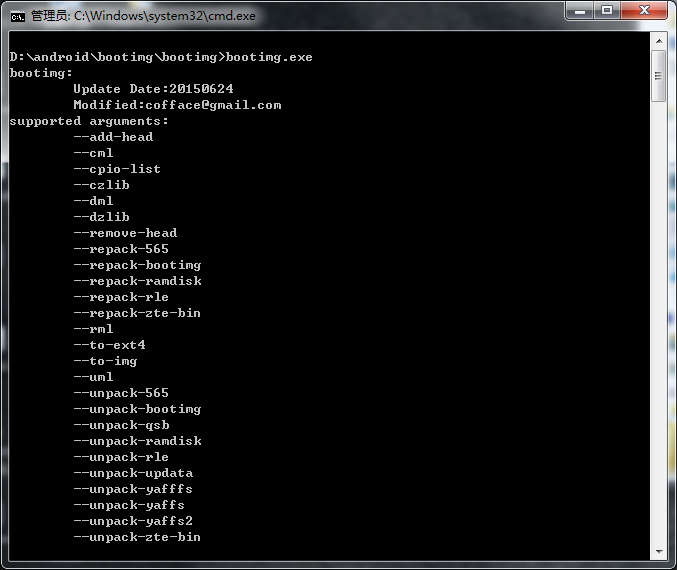 管理员: C:\Windows\system32\cmd.exe
D:\android\bootimg\bootimg>bootimg.exe
bootimg:
Update Date:20150624
Modified:cofface@gmail.com
supported arguments:
--add-head
--cml
--cpio-list
--czlib
--dml
--dzlib
--remove-head
--repack-565
--repack-bootimg
--repack-ramdisk
--repack-rle
--repack-zte-bin
--rml
--to-ext4
--to-img
--uml
--unpack-565
--unpack-bootimg
--unpack-qsb
--unpack-ramdisk
--unpack-rle
--unpack-updata
--unpack-yafffs
--unpack-yaffs
--unpack-yaffs2
--unpack-zte-bin